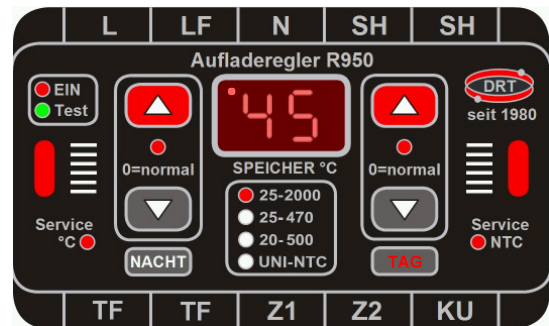 L LF N SH SH
Aufladeregler R950
EIN
Test
45
DRT
seit 1980
0=normal
SPEICHER °C
0=normal
25-2000
25-470
20-500
UNI-NTC
Service
°C
Service
NTC
NACHT
TAG
TF TF Z1 Z2 KU